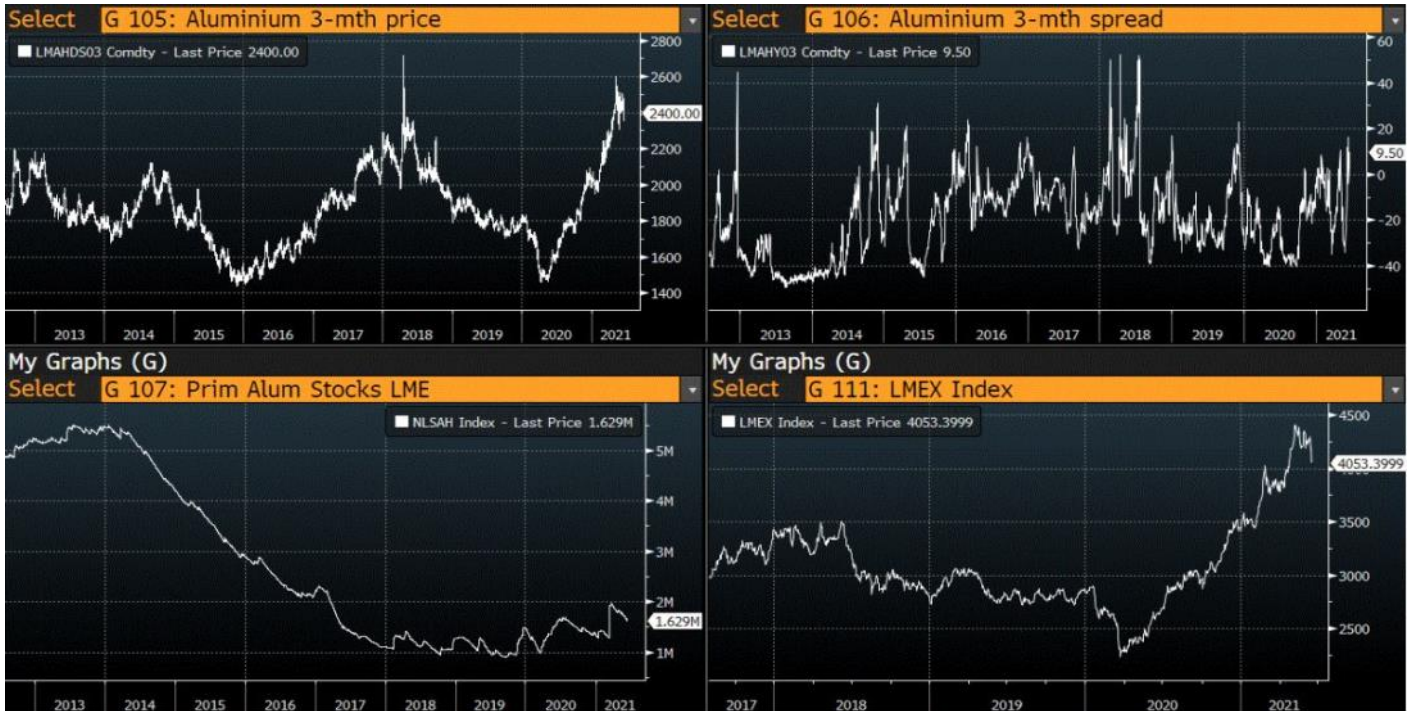 Select G 105: Aluminium 3-mth price
LMAHDS03 Comdty - Last Price 2400.00
2800
2600
2400.00
2200
2000
1800
1600
1400
2013 2014 2015 2016 2017 2018 2019 2020 2021
Select G 106: Aluminium 3-mth spread
LMAHY03 Comdty - Last Price 9.50
60
40
20
9.50
0
-20
-40
2013 2014 2015 2016 2017 2018 2019 2020 2021
My Graphs (G)
Select G 107: Prim Alum Stocks LME
NLSAH Index - Last Price 1.629M
5M
4M
3M
2M
1.629M
1M
2013 2014 2015 2016 2017 2018 2019 2020 2021
My Graphs (G)
Select G 111: LMEX Index
LMEX Index - Last Price 4053.3999
4500
4053.3999
3500
3000
2500
2017 2018 2019 2020 2021